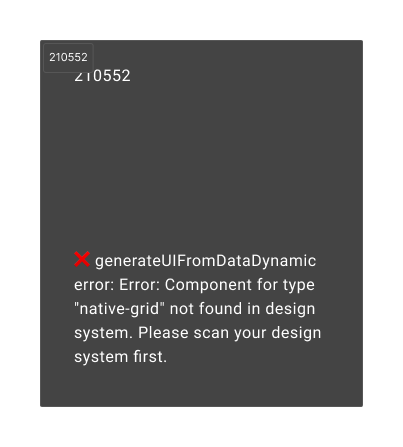 210552
210552
❌ generateUIFromDataDynamic
error: Error: Component for type
"native-grid" not found in design
system. Please scan your design
system first.